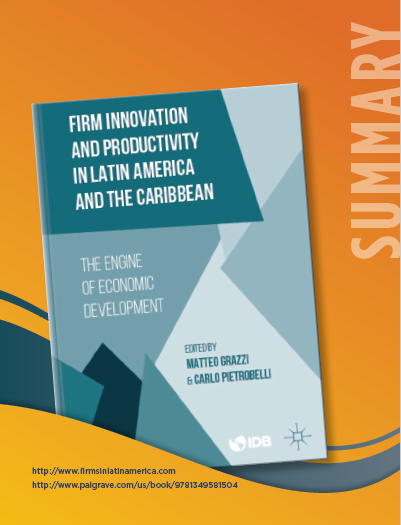 SUMMARY
FIRM INNOVATION
AND PRODUCTIVITY
IN LATIN AMERICA
AND THE CARIBBEAN
THE ENGINE
OF ECONOMIC
DEVELOPMENT
EDITED BY
MATTEO GRAZZI
& CARLO PIETROBELLI
IDB
http://www.firmsinlatinamerica.com
http://www.palgrave.com/us/book/9781349581504